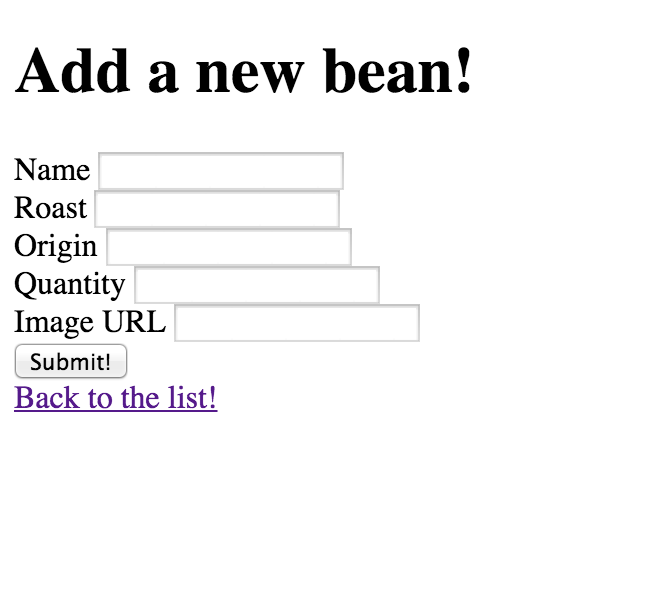 Add a new bean!
Name
Roast
Origin
Quantity
Image URL
Submit!
Back to the list!